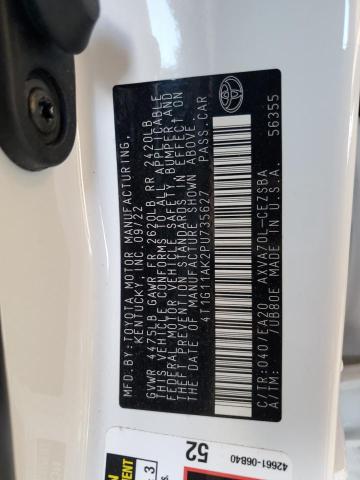 MFD.BY:TOYOTA MOTOR MANUFACTURING,
KENTUCKY, INC. 09/22
GVWR 4475LB GAWR FR 2620LB RR 2420LB
THIS VEHICLE CONFORMS TO ALL APPLICABLE
FEDERAL MOTOR VEHICLE SAFETY, BUMPER, AND
THEFT PREVENTION STANDARDS IN EFFECT ON
THE DATE OF MANUFACTURE SHOWN ABOVE.
4T1G11AK2PU735627 PASS.CAR
C/TR:0407/EA20 AXVA70L-CEZSBA
A/TM: /UB80E MADE IN U.S.A.
56355
42661-06B40
52